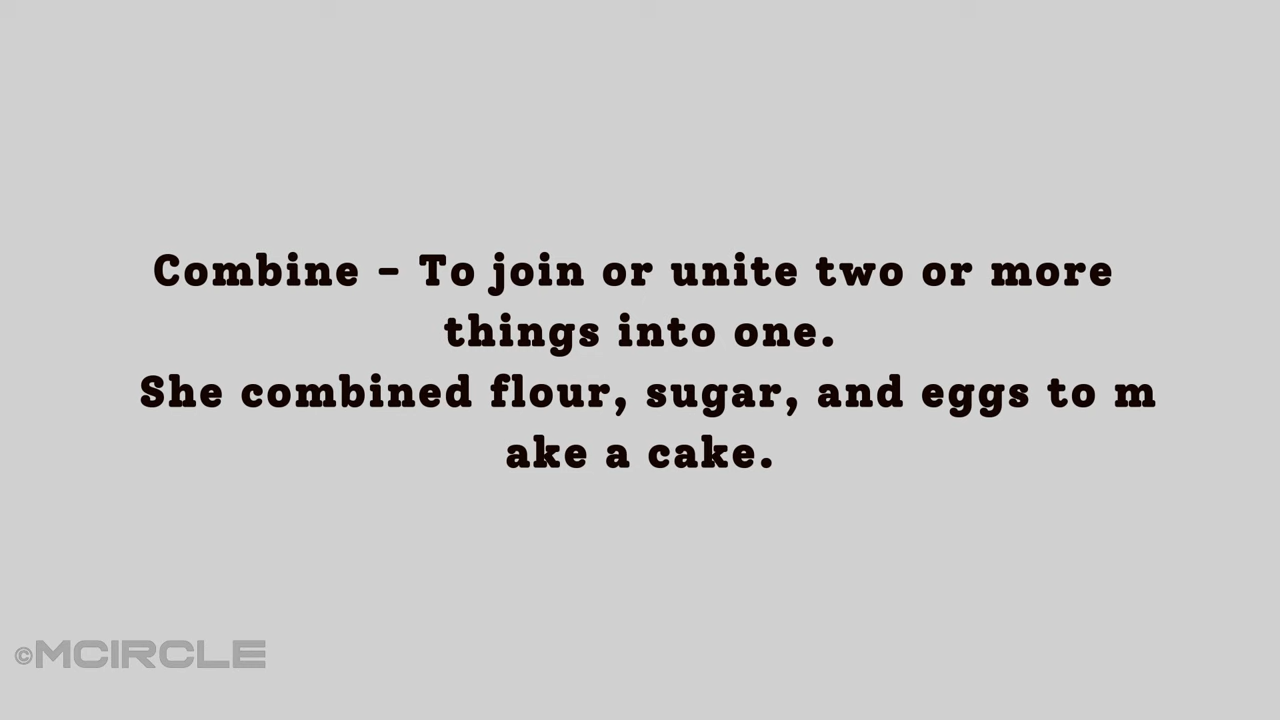 Combine - To join or unite two or more
things into one.
She combined flour, sugar, and eggs to m
ake a cake.
©MCIRCLE